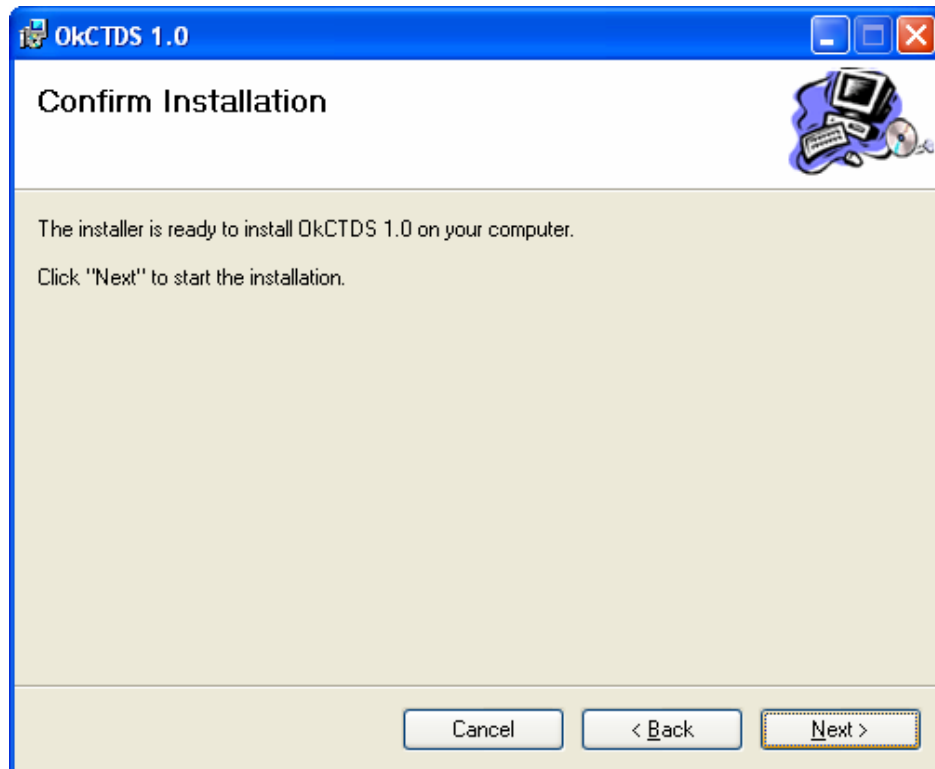 OkCTDS 1.0
Confirm Installation
The installer is ready to install OkCTDS 1.0 on your computer.
Click "Next" to start the installation.
Cancel
< Back
Next >